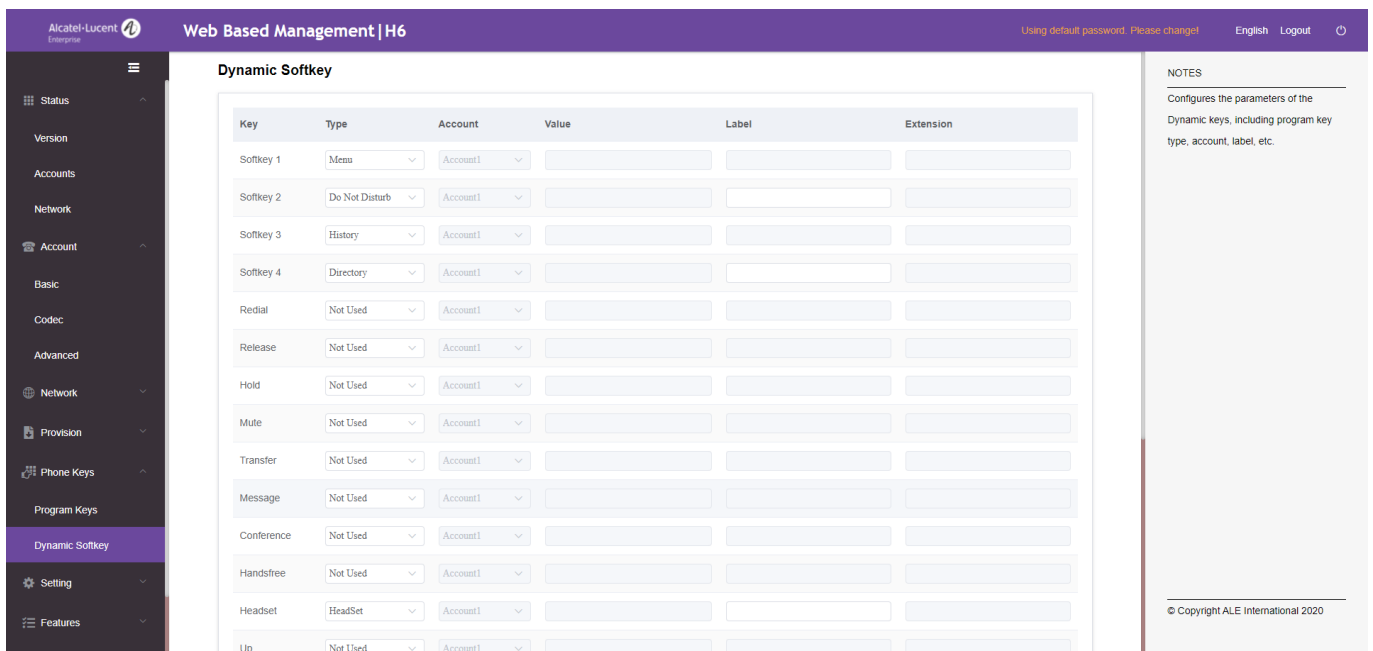 Alcatel-Lucent
Enterprise
Web Based Management|H6
Using default password. Please change!
English Logout
Status
Version
Accounts
Network
Account
Basic
Codec
Advanced
Network
Provision
Phone Keys
Program Keys
Dynamic Softkey
Setting
Features
Dynamic Softkey
Key Type Account Value Label Extension
Softkey 1 Menu Account1
Softkey 2 Do Not Disturb Account1
Softkey 3 History Account1
Softkey 4 Directory Account1
Redial Not Used Account1
Release Not Used Account1
Hold Not Used Account1
Mute Not Used Account1
Transfer Not Used Account1
Message Not Used Account1
Conference Not Used Account1
Handsfree Not Used Account1
Headset HeadSet Account1
Up Not Used Account1
NOTES
Configures the parameters of the
Dynamic keys, including program key
type, account, label, etc.
© Copyright ALE International 2020